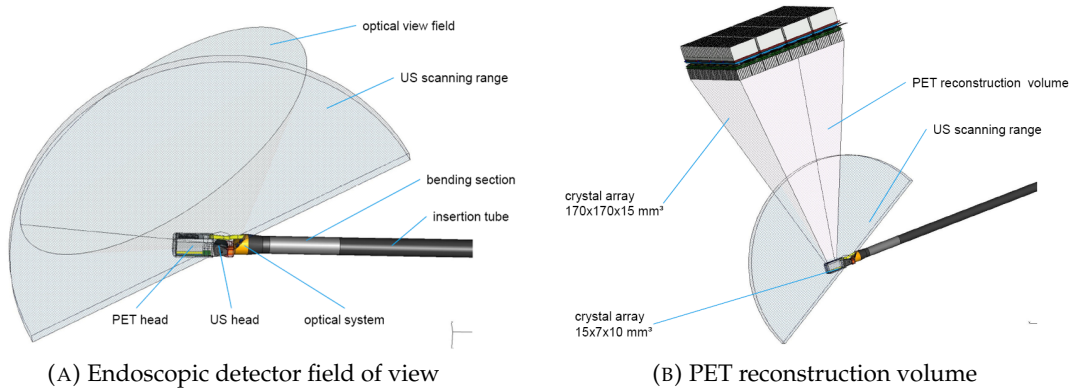 optical view field
US scanning range
bending section
insertion tube
PET head
US head
optical system
(A) Endoscopic detector field of view
PET reconstruction volume
US scanning range
crystal array
170x170x15 mm³
crystal array
15x7x10 mm³
(B) PET reconstruction volume